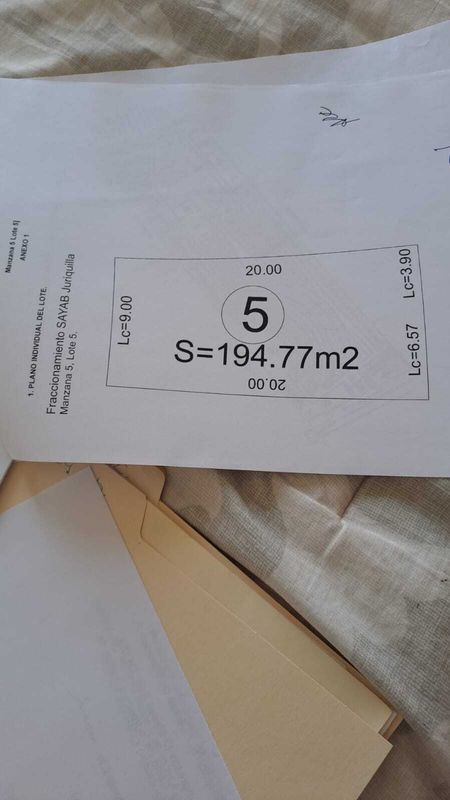 Manzana 5 Lote 5|
ANEXO 1
1. PLANO INDIVIDUAL DEL LOTE.
Fraccionamiento SAYAB Juriquilla
Manzana 5, Lote 5.
20.00
Lc=9.00
5
S=194.77m2
Lc=3.90
Lc=6.57
20.00